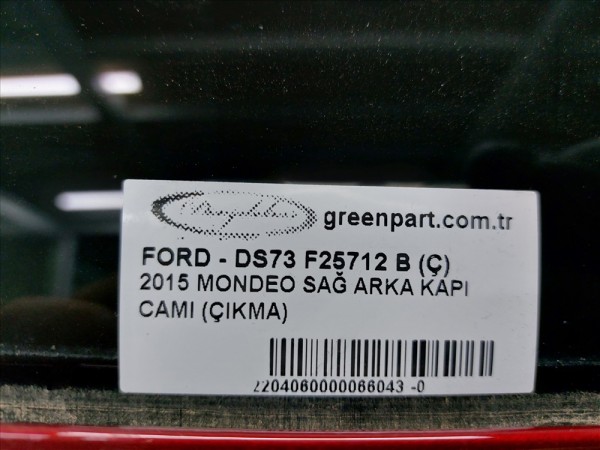 greenpart.com.tr
FORD - DS73 F25712 B (Ç)
2015 MONDEO SAĞ ARKA KAPI
CAMI (ÇIKMA)
2204060000066043 -0